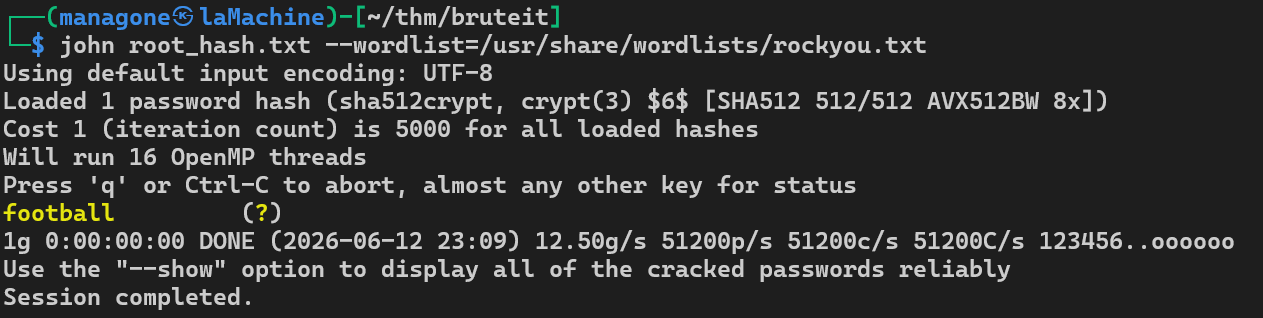 ┌──(managone㉿laMachine)-[~/thm/bruteit]
└─$ john root_hash.txt --wordlist=/usr/share/wordlists/rockyou.txt
Using default input encoding: UTF-8
Loaded 1 password hash (sha512crypt, crypt(3) $6$ [SHA512 512/512 AVX512BW 8x])
Cost 1 (iteration count) is 5000 for all loaded hashes
Will run 16 OpenMP threads
Press 'q' or Ctrl-C to abort, almost any other key for status
football         (?)
1g 0:00:00:00 DONE (2026-06-12 23:09) 12.50g/s 51200p/s 51200c/s 51200C/s 123456..oooooo
Use the "--show" option to display all of the cracked passwords reliably
Session completed.